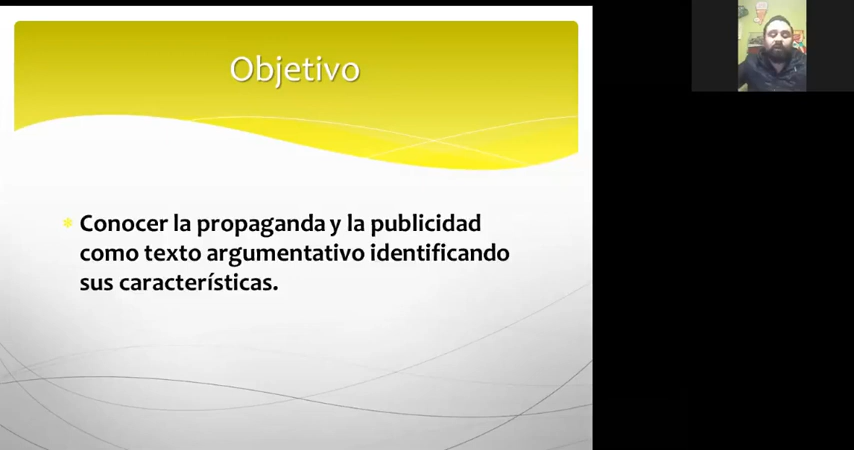 Objetivo
Conocer la propaganda y la publicidad
como texto argumentativo identificando
sus características.